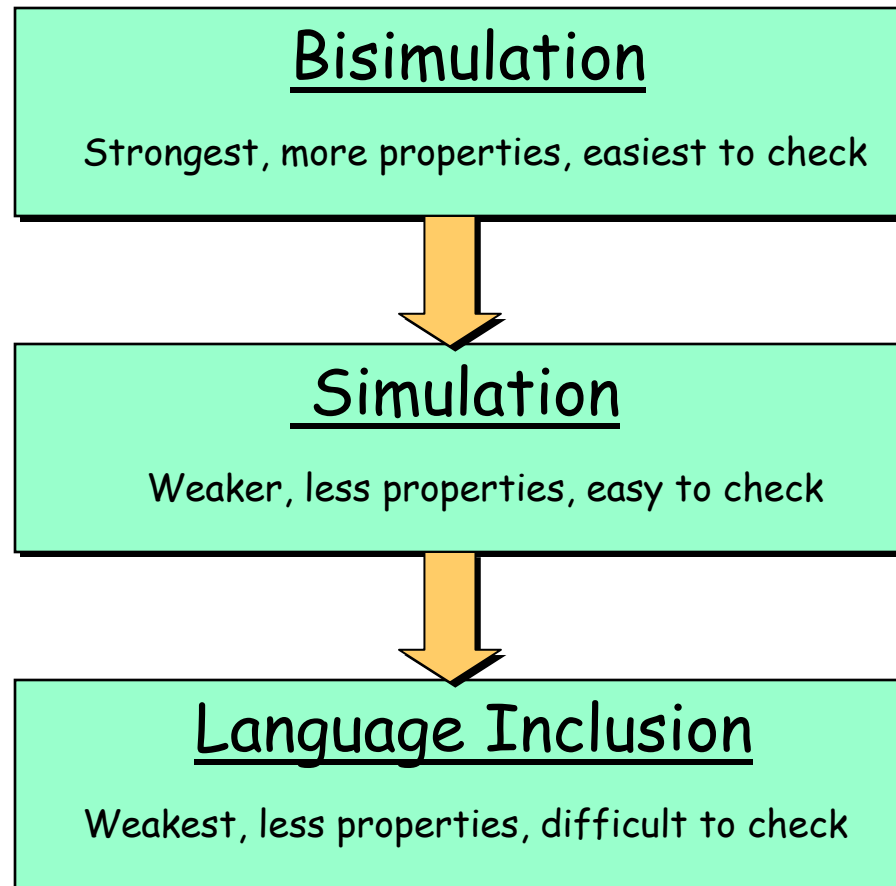 Bisimulation
Strongest, more properties, easiest to check
Simulation
Weaker, less properties, easy to check
Language Inclusion
Weakest, less properties, difficult to check